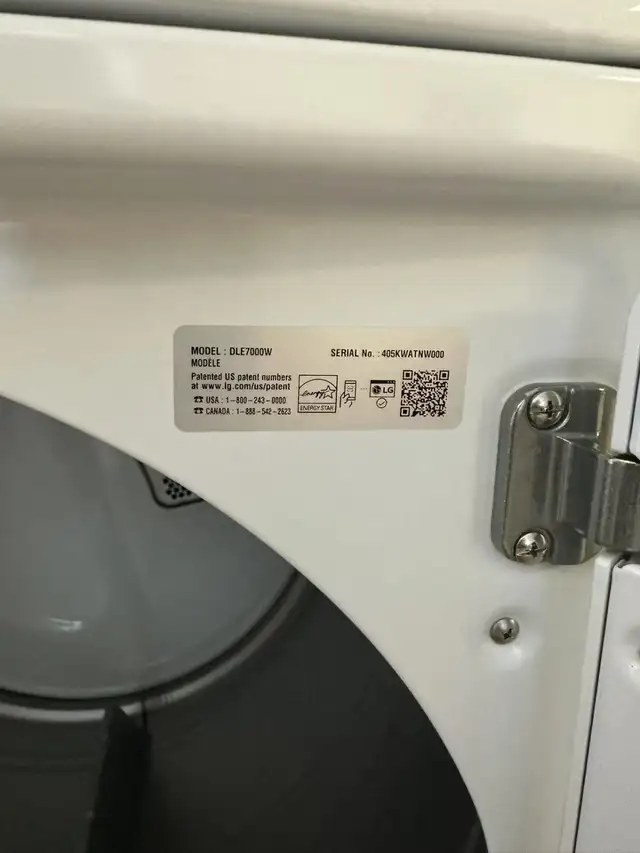 MODEL : DLE7000W
MODÈLE
SERIAL No. : 405KWATNW000
Patented US patent numbers
at www.lg.com/us/patent
☎ USA : 1-800-243-0000
☎ CANADA : 1-888-542-2623
ENERGY STAR
LG